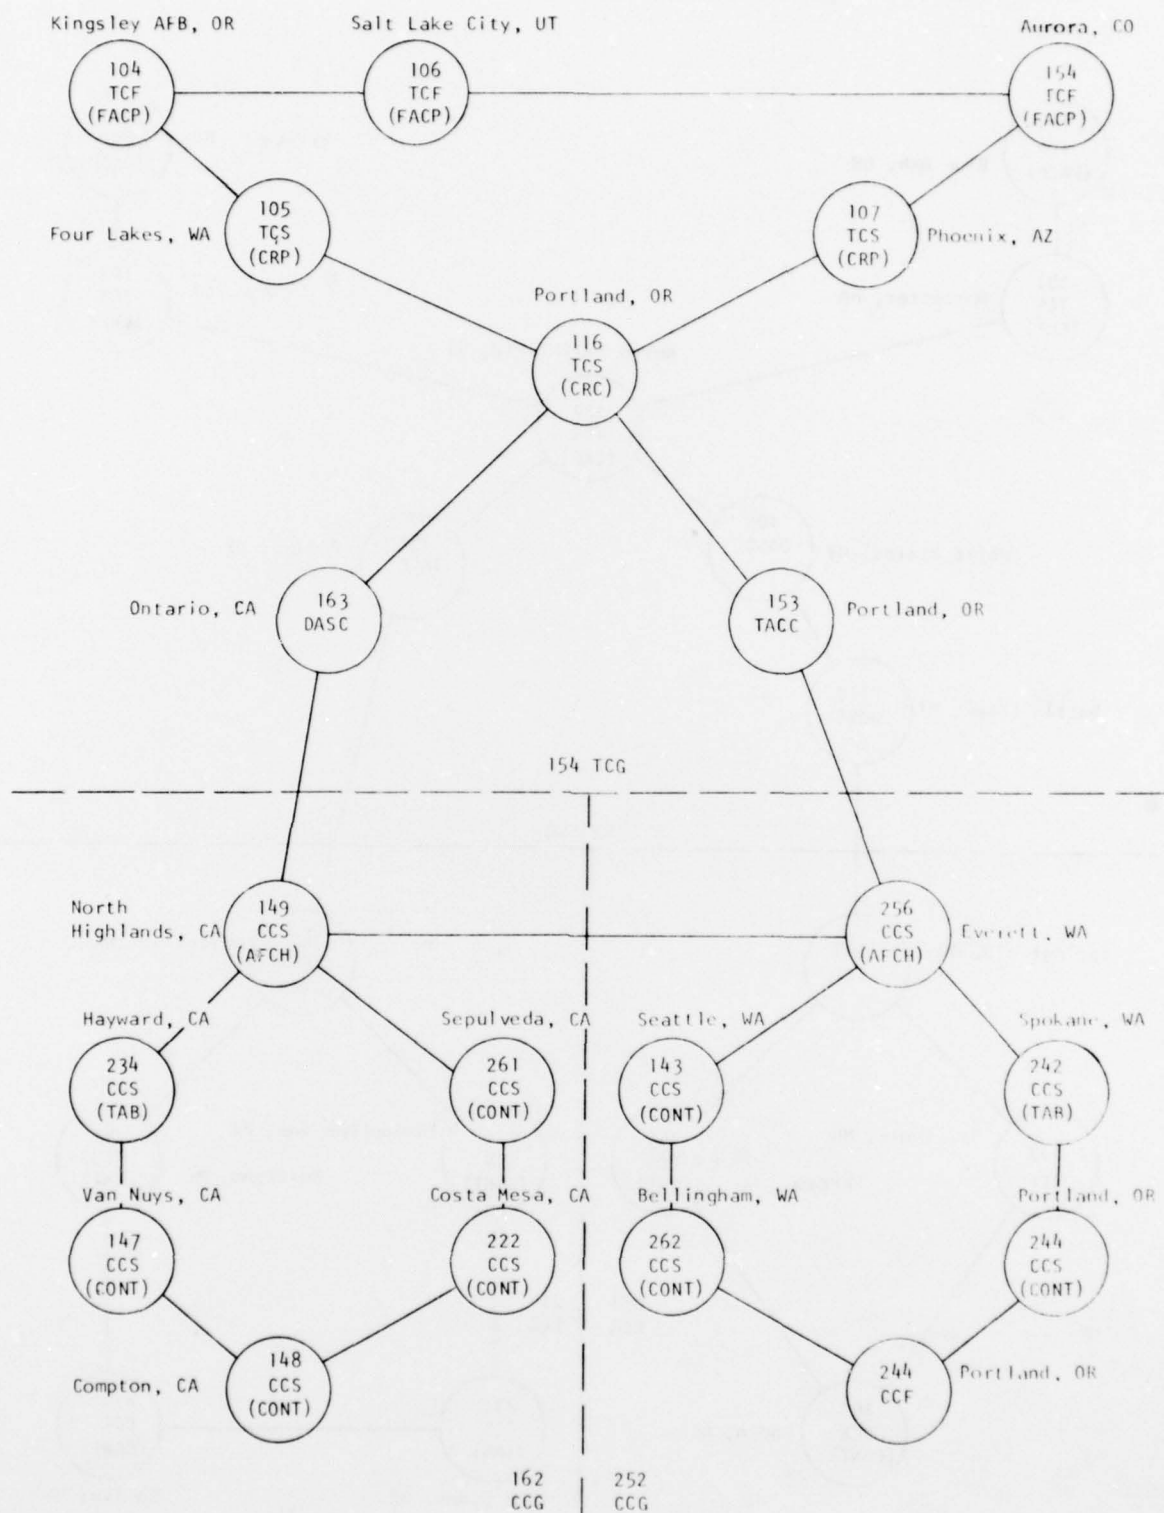 Kingsley AFB, OR
Salt Lake City, UT
Aurora, CO
104
TCF
(FACP)
106
TCF
(FACP)
154
TCF
(FACP)
Four Lakes, WA
105
TCS
(CRP)
107
TCS
(CRP)
Phoenix, AZ
Portland, OR
116
TCS
(CRC)
Ontario, CA
163
DASC
153
TACC
Portland, OR
154 TCG
North
Highlands, CA
149
CCS
(AFCH)
256
CCS
(AFCH)
Everett, WA
Hayward, CA
Sepulveda, CA
Seattle, WA
Spokane, WA
234
CCS
(TAB)
261
CCS
(CONT)
143
CCS
(CONT)
242
CCS
(TAB)
Van Nuys, CA
Costa Mesa, CA
Bellingham, WA
Portland, OR
147
CCS
(CONT)
222
CCS
(CONT)
262
CCS
(CONT)
244
CCS
(CONT)
Compton, CA
148
CCS
(CONT)
244
CCF
Portland, OR
162
CCG
252
CCG